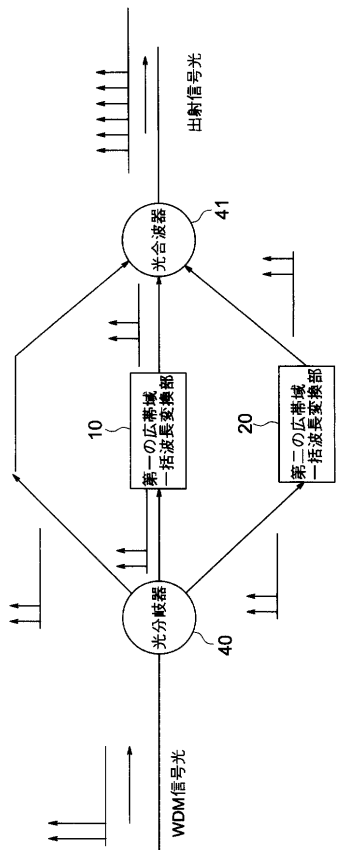 WDM信号光
光分岐器
40
10
第一の広帯域
一括波長変換部
20
第二の広帯域
一括波長変換部
光合波器
41
出射信号光